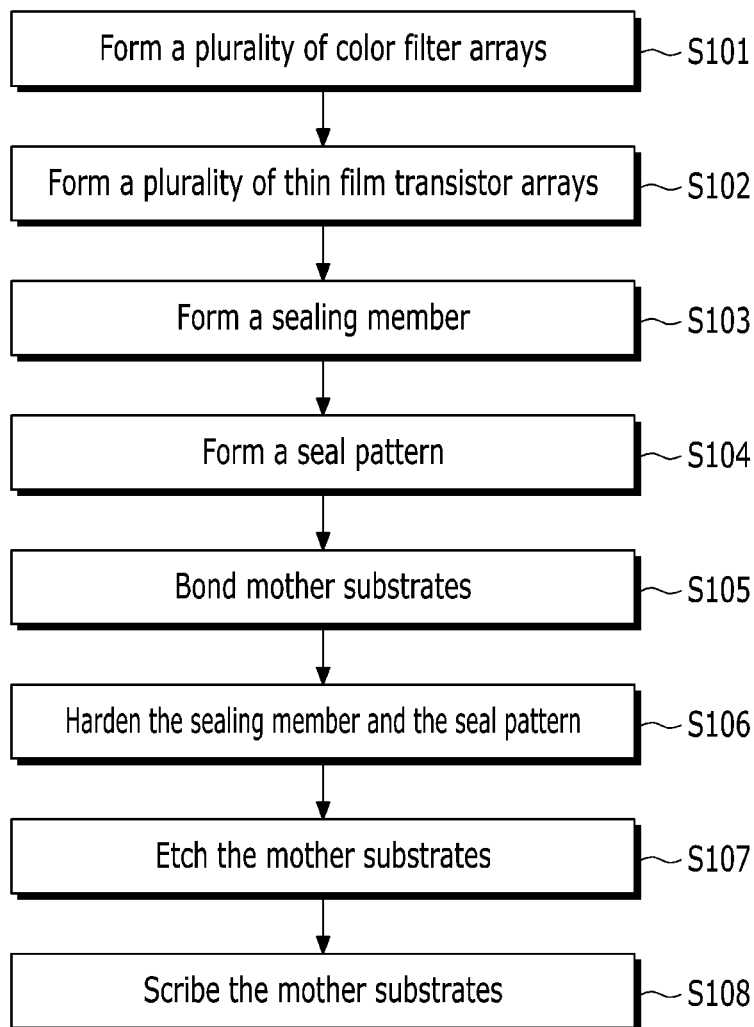 Form a plurality of color filter arrays S101
Form a plurality of thin film transistor arrays S102
Form a sealing member S103
Form a seal pattern S104
Bond mother substrates S105
Harden the sealing member and the seal pattern S106
Etch the mother substrates S107
Scribe the mother substrates S108